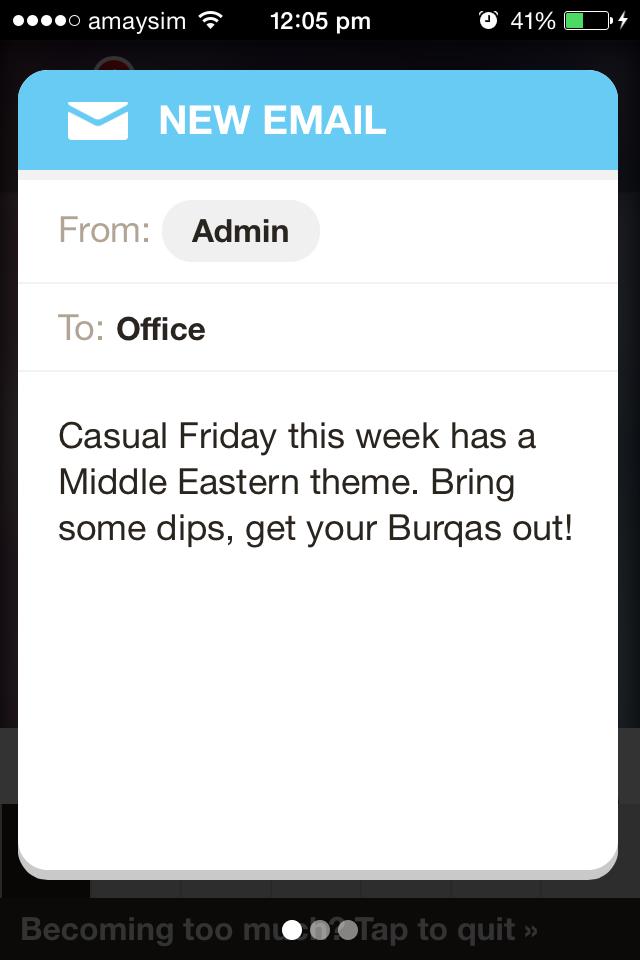 amaysim 12:05 pm 41%
NEW EMAIL
From: Admin
To: Office
Casual Friday this week has a
Middle Eastern theme. Bring
some dips, get your Burqas out!
Becoming too much? Tap to quit »